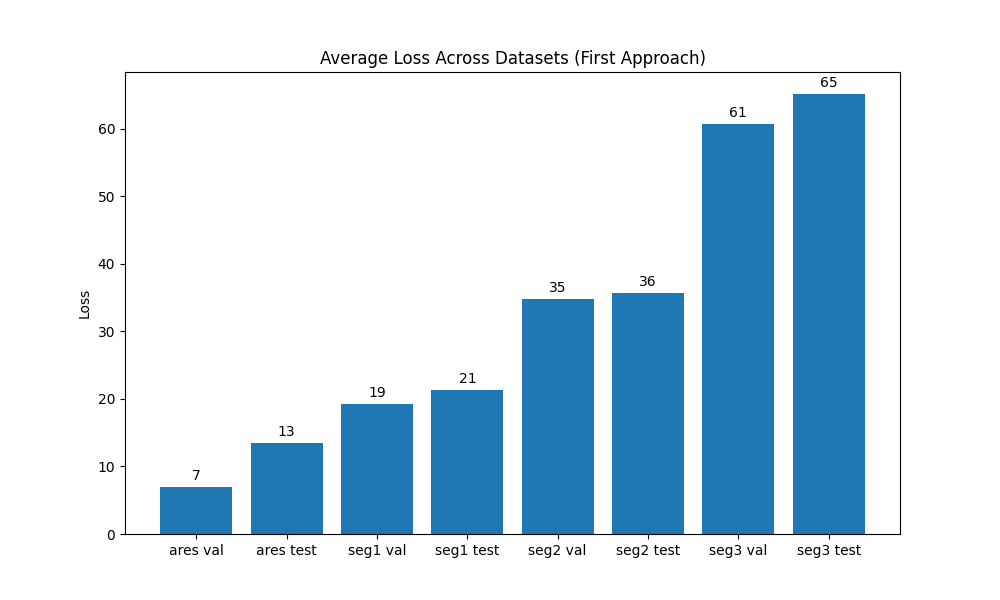 Average Loss Across Datasets (First Approach)
Loss
60
50
40
30
20
10
0
7
13
19
21
35
36
61
65
ares val
ares test
seg1 val
seg1 test
seg2 val
seg2 test
seg3 val
seg3 test